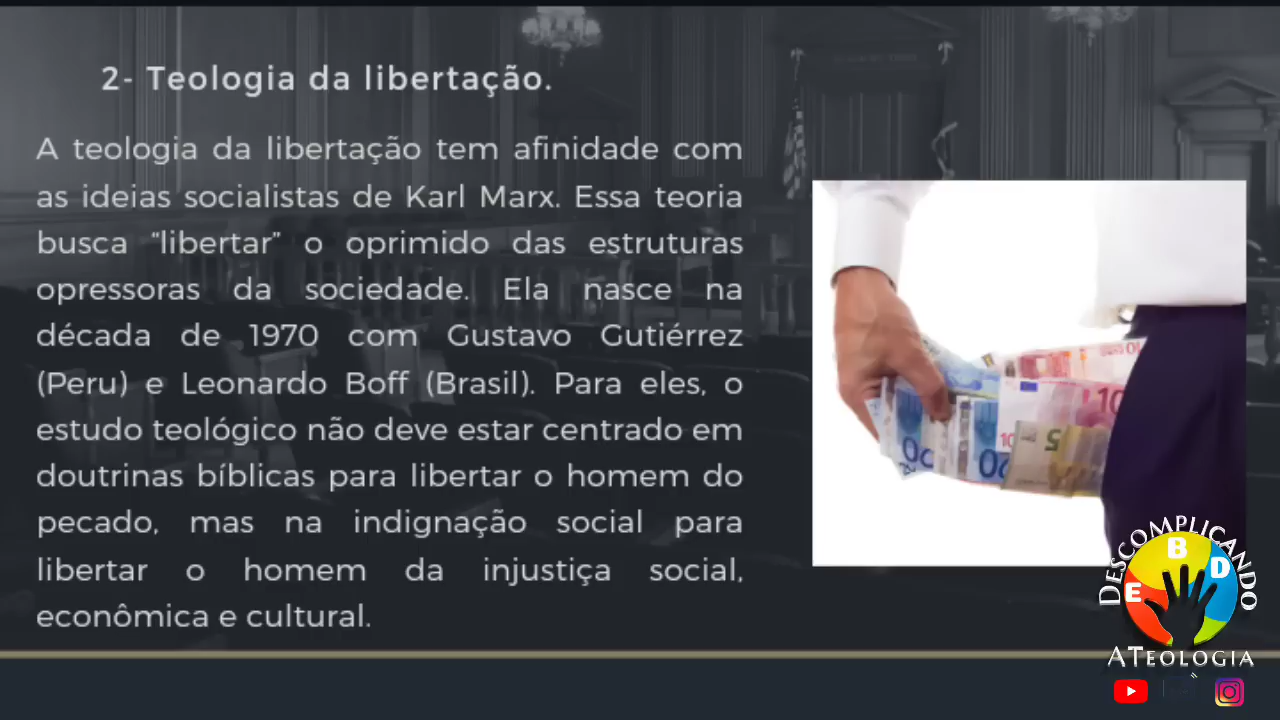 2- Teologia da libertação.
A teologia da libertação tem afinidade com
as ideias socialistas de Karl Marx. Essa teoria
busca “libertar” o oprimido das estruturas
opressoras da sociedade. Ela nasce na
década de 1970 com Gustavo Gutiérrez
(Peru) e Leonardo Boff (Brasil). Para eles, o
estudo teológico não deve estar centrado em
doutrinas bíblicas para libertar o homem do
pecado, mas na indignação social para
libertar o homem da injustiça social,
econômica e cultural.
DESCOMPLICANDO
E B D
A TEOLOGIA